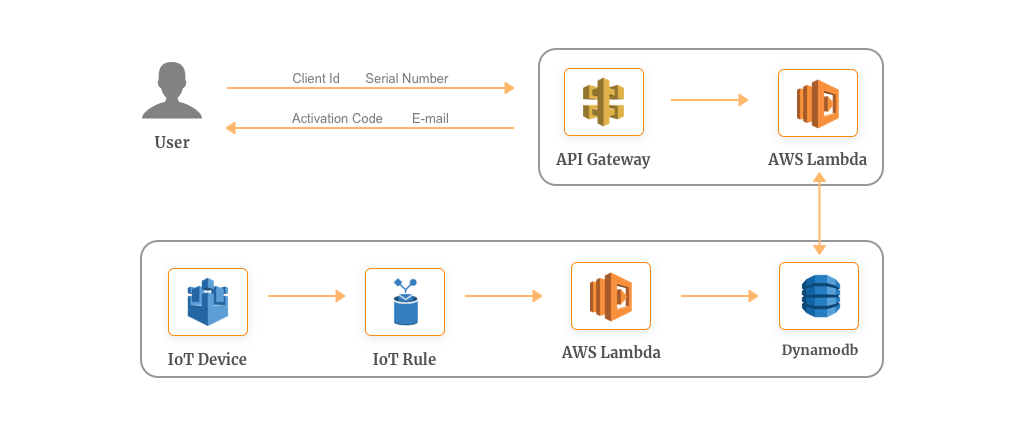 Client Id Serial Number
Activation Code E-mail
User
API Gateway
AWS Lambda
IoT Device
IoT Rule
AWS Lambda
Dynamodb